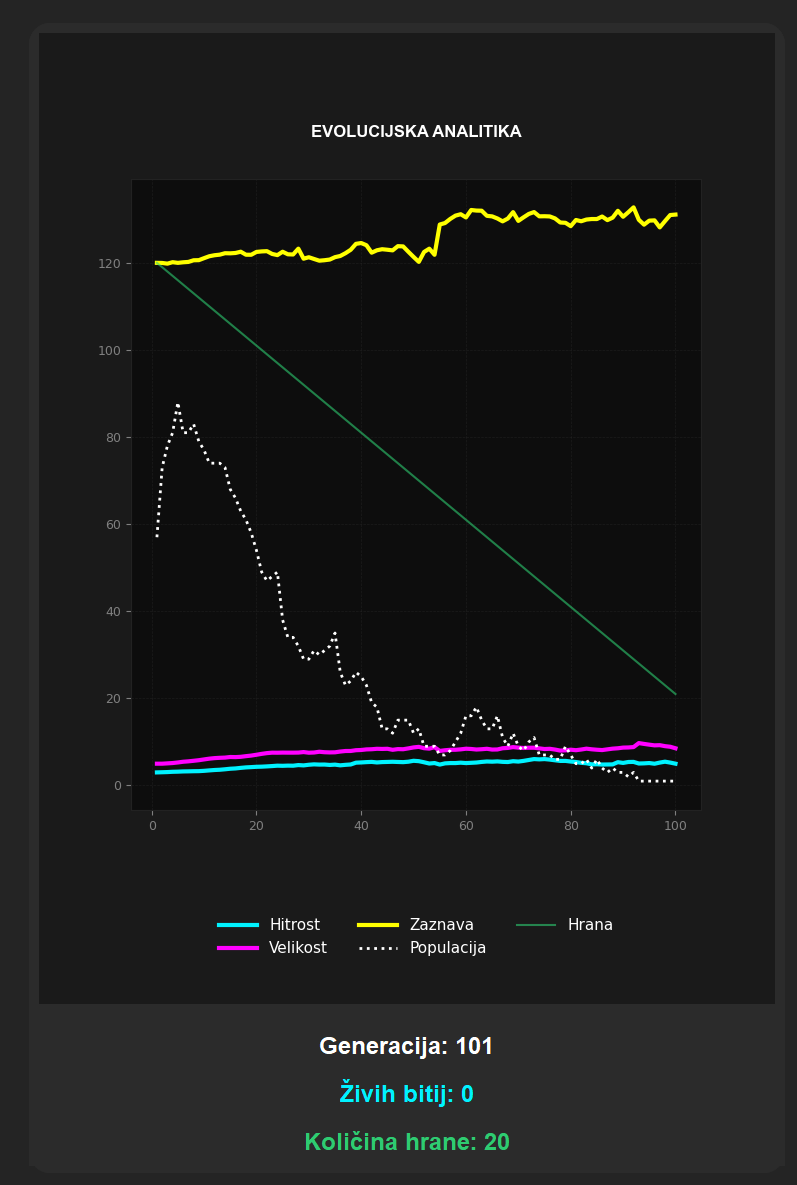 EVOLUCIJSKA ANALITIKA
120
100
80
60
40
20
0
0 20 40 60 80 100
Hitrost Zaznava Hrana
Velikost Populacija
Generacija: 101
Živih bitij: 0
Količina hrane: 20